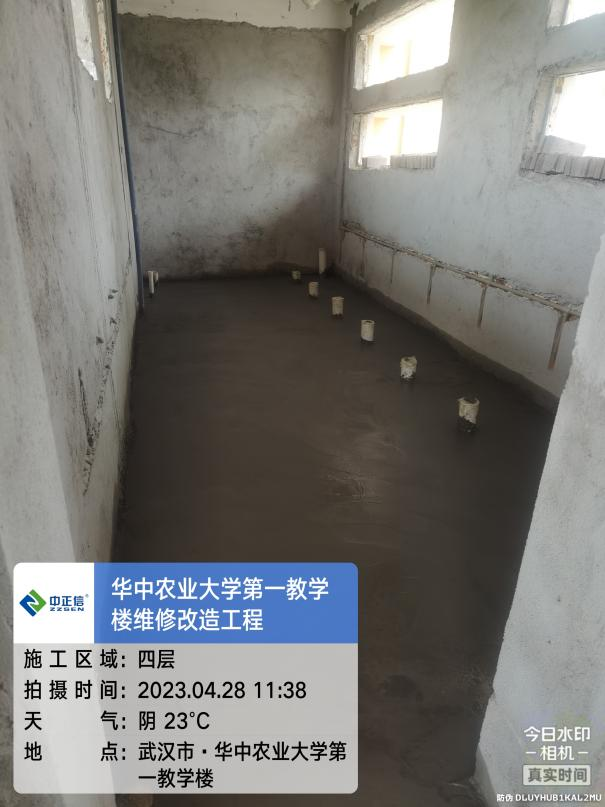 中正信®
ZZSEN
华中农业大学第一教学
楼维修改造工程
施工区域：四层
拍摄时间：2023.04.28 11:38
天气：阴 23℃
地点：武汉市·华中农业大学第
一教学楼
今日水印
-相机-
真实时间
防伪 DLUYHUB1KAL2MU